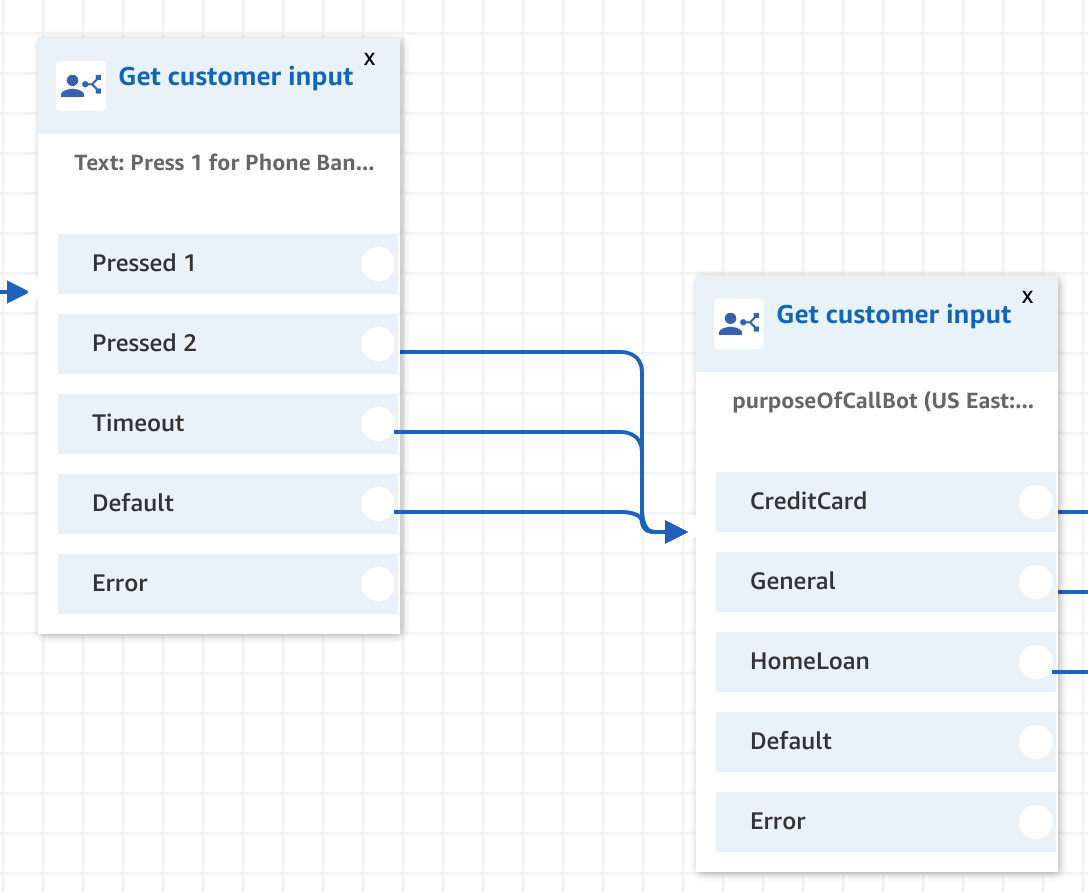 Get customer input
X
Text: Press 1 for Phone Ban...
Pressed 1
Pressed 2
Timeout
Default
Error
Get customer input
X
purposeOfCallBot (US East:...
CreditCard
General
HomeLoan
Default
Error